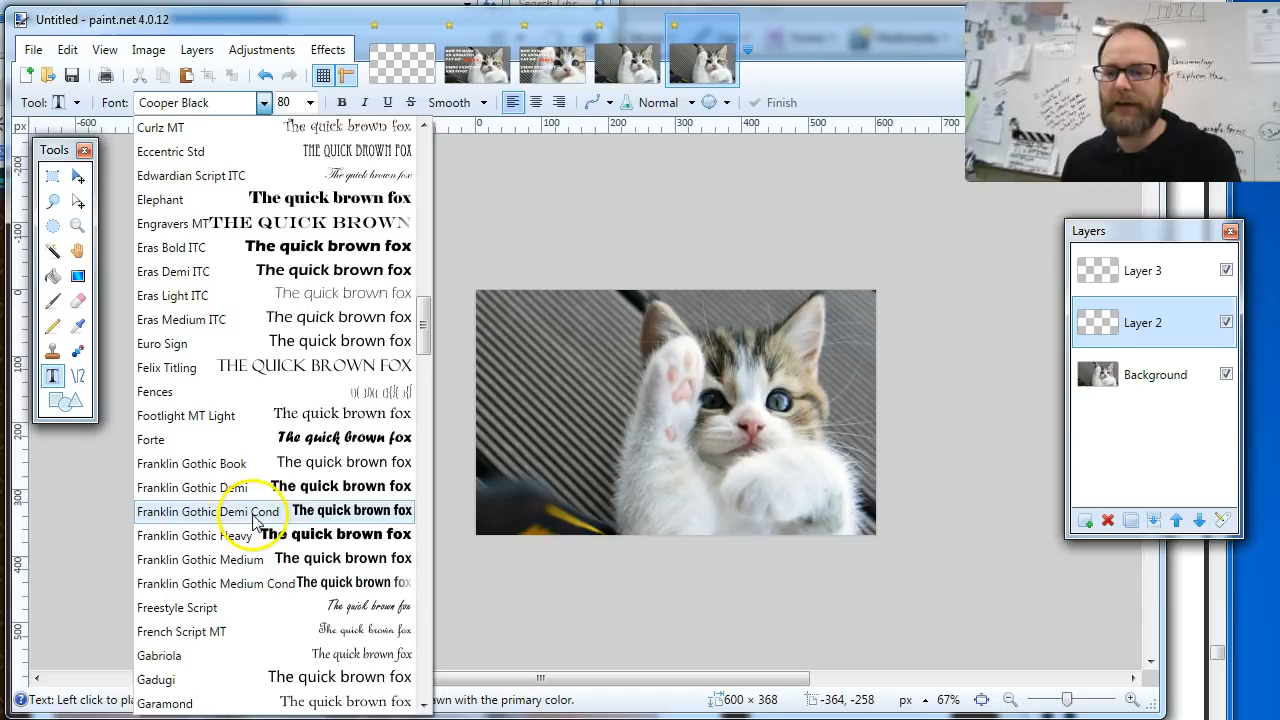 Untitled - paint.net 4.0.12
File Edit View Image Layers Adjustments Effects
Tool: T Font: Cooper Black 80 B I U S Smooth Normal Finish
px -600 0 100 200 300 400 500 600 700
Tools
Curlz MT The quick brown fox
Eccentric Std THE QUICK BROWN FOX
Edwardian Script ITC The quick brown fox
Elephant The quick brown fox
Engravers MT THE QUICK BROWN
Eras Bold ITC The quick brown fox
Eras Demi ITC The quick brown fox
Eras Light ITC The quick brown fox
Eras Medium ITC The quick brown fox
Euro Sign The quick brown fox
Felix Titling THE QUICK BROWN FOX
Fences
Footlight MT Light The quick brown fox
Forte The quick brown fox
Franklin Gothic Book The quick brown fox
Franklin Gothic Demi The quick brown fox
Franklin Gothic Demi Cond The quick brown fox
Franklin Gothic Heavy The quick brown fox
Franklin Gothic Medium The quick brown fox
Franklin Gothic Medium Cond The quick brown fox
Freestyle Script The quick brown fox
French Script MT The quick brown fox
Gabriola The quick brown fox
Gadugi The quick brown fox
Garamond The quick brown fox
Layers
Layer 3
Layer 2
Background
Text: Left click to pla
wn with the primary color. 600 × 368 -364, -258 px 67%